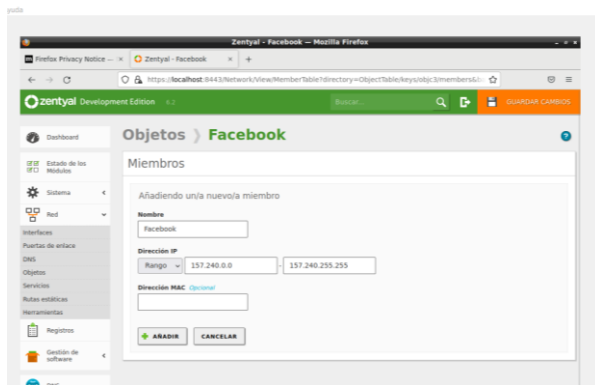 Zentyal - Facebook — Mozilla Firefox
Firefox Privacy Notice — × Zentyal - Facebook × +
https://localhost:8443/Network/View/MemberTable?directory=ObjectTable/keys/objc3/members&
zentyal Development Edition 6.2 Buscar... GUARDAR CAMBIOS
Dashboard
Estado de los
Módulos
Sistema
Red
Interfaces
Puertas de enlace
DNS
Objetos
Servicios
Rutas estáticas
Herramientas
Registros
Gestión de
software
Objetos Facebook
Miembros
Añadiendo un/a nuevo/a miembro
Nombre
Facebook
Dirección IP
Rango 157.240.0.0 - 157.240.255.255
Dirección MAC Opcional
AÑADIR CANCELAR